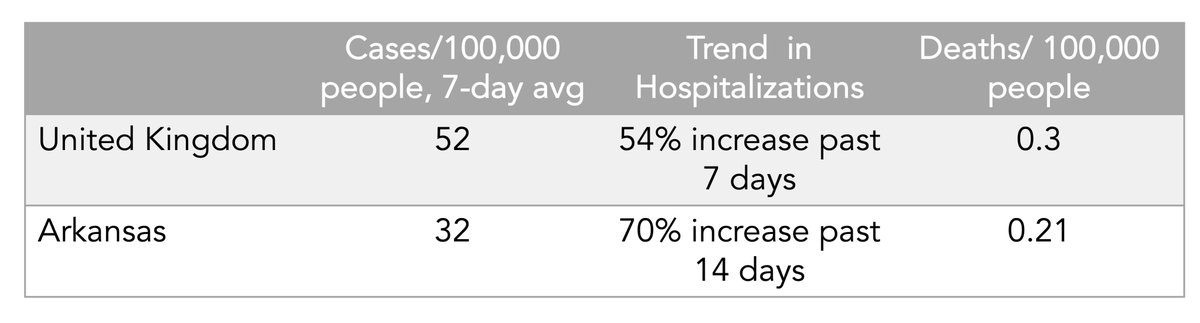 Cases/100,000 people, 7-day avg
Trend in Hospitalizations
Deaths/ 100,000 people
United Kingdom
52
54% increase past 7 days
0.3
Arkansas
32
70% increase past 14 days
0.21